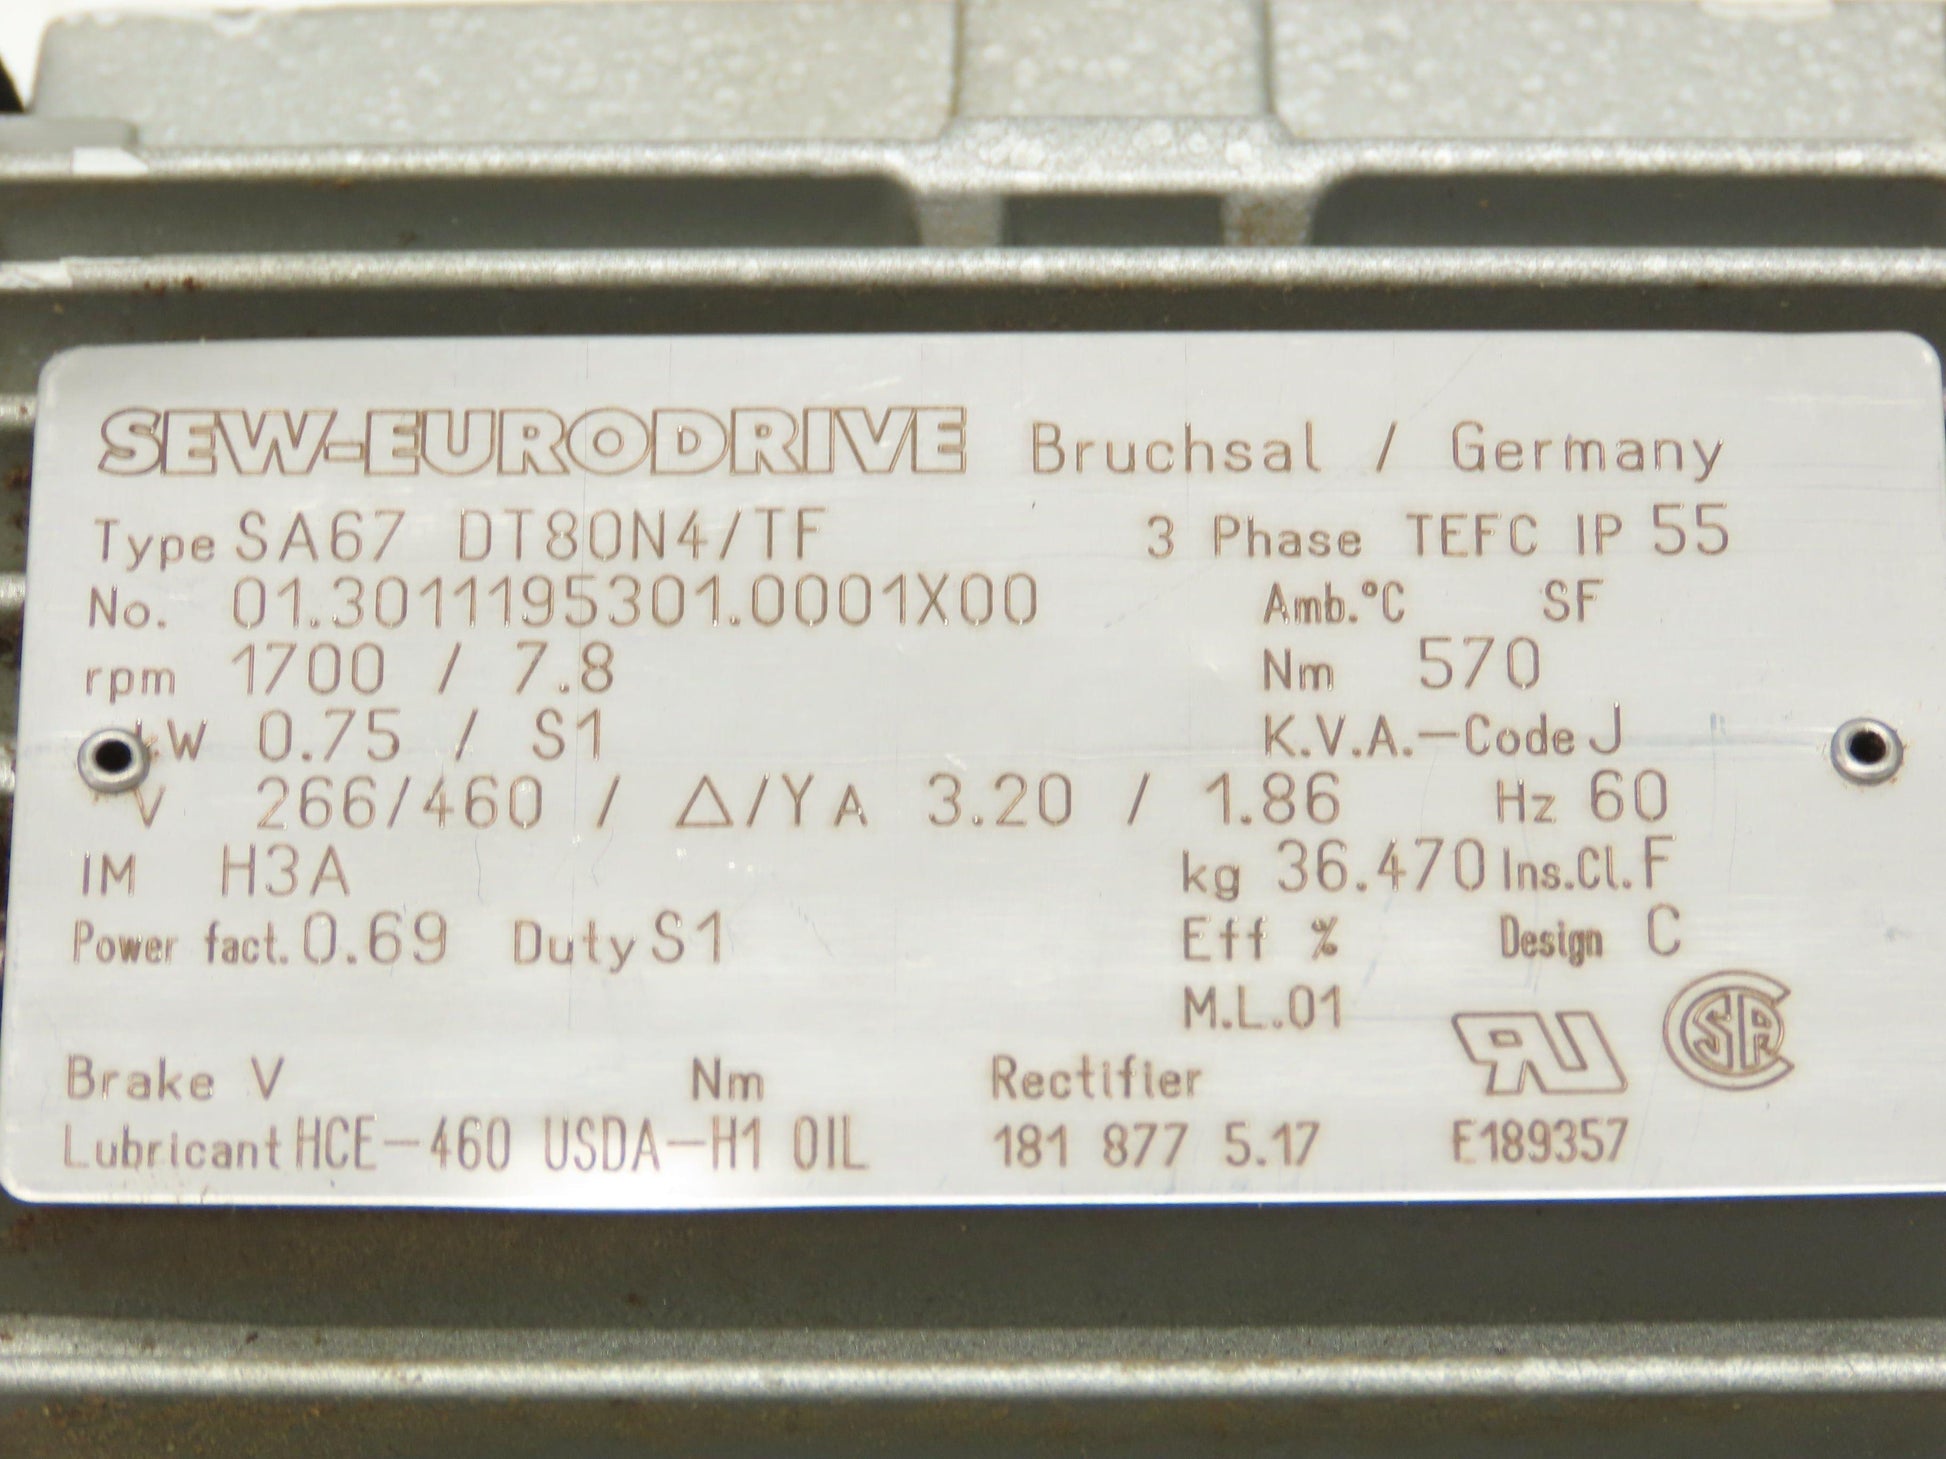 SEW-EURODRIVE Bruchsal / Germany
Type SA67 DT80N4/TF 3 Phase TEFC IP 55
No. 01.3011195301.0001X00 Amb.°C SF
rpm 1700 / 7.8 Nm 570
kW 0.75 / S1 K.V.A.-Code J
V 266/460 / △/Y A 3.20 / 1.86 Hz 60
IM H3A kg 36.470 Ins.Cl. F
Power fact. 0.69 Duty S1 Eff % Design C
M.L.01 RU CSA
Brake V Nm Rectifier
Lubricant HCE-460 USDA-H1 OIL 181 877 5.17 E189357